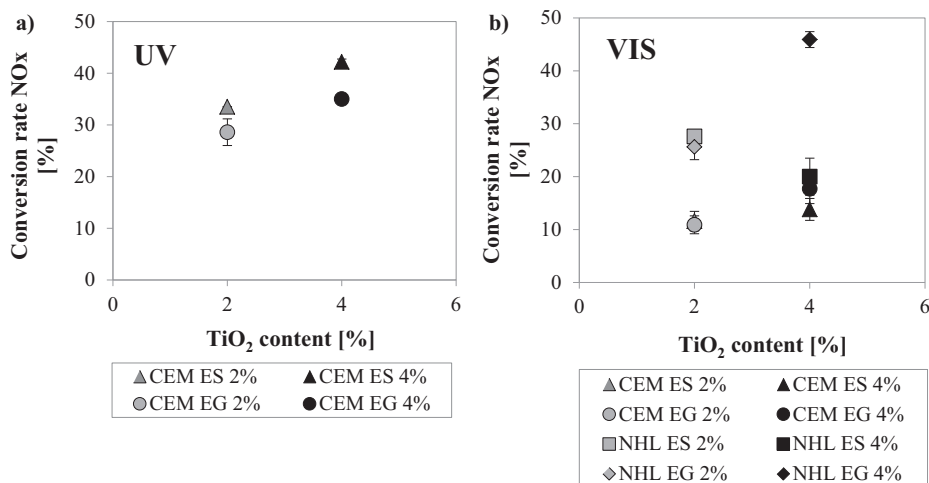 a)
UV
Conversion rate NOx
[%]
50
40
30
20
10
0
0 2 4 6
TiO₂ content [%]
CEM ES 2% CEM ES 4%
CEM EG 2% CEM EG 4%
b)
VIS
Conversion rate NOx
[%]
50
40
30
20
10
0
0 2 4 6
TiO₂ content [%]
CEM ES 2% CEM ES 4%
CEM EG 2% CEM EG 4%
NHL ES 2% NHL ES 4%
NHL EG 2% NHL EG 4%